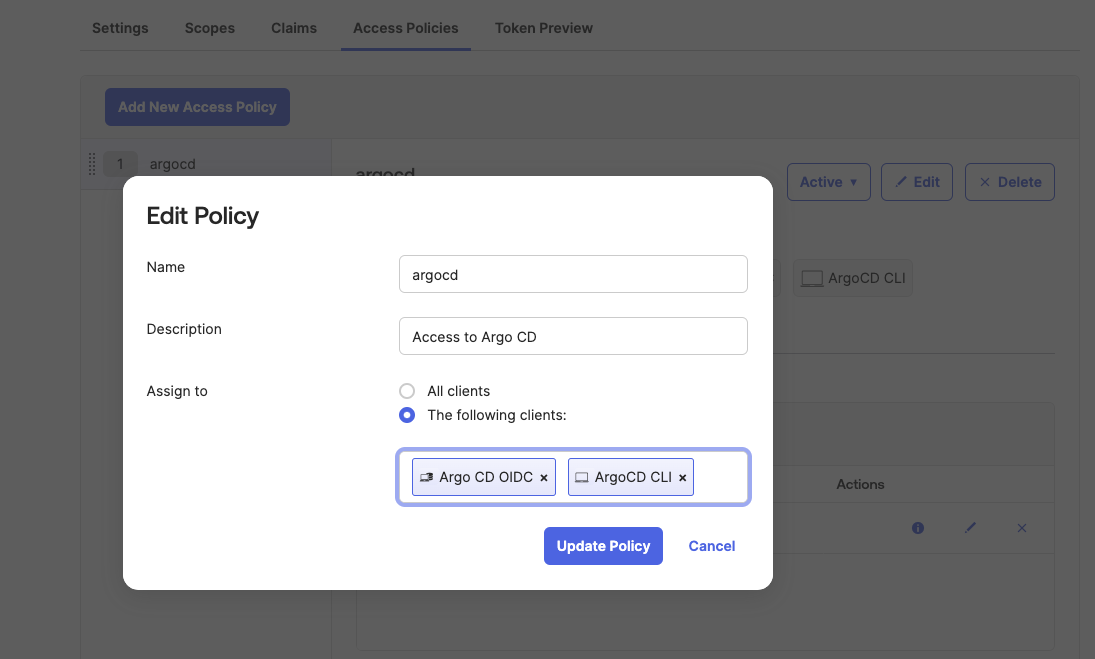 Settings Scopes Claims Access Policies Token Preview
Add New Access Policy
1 argocd
argocd
Active ▼ Edit × Delete
ArgoCD CLI
Edit Policy
Name argocd
Description Access to Argo CD
Assign to All clients
The following clients:
Argo CD OIDC × ArgoCD CLI ×
Actions
Update Policy Cancel